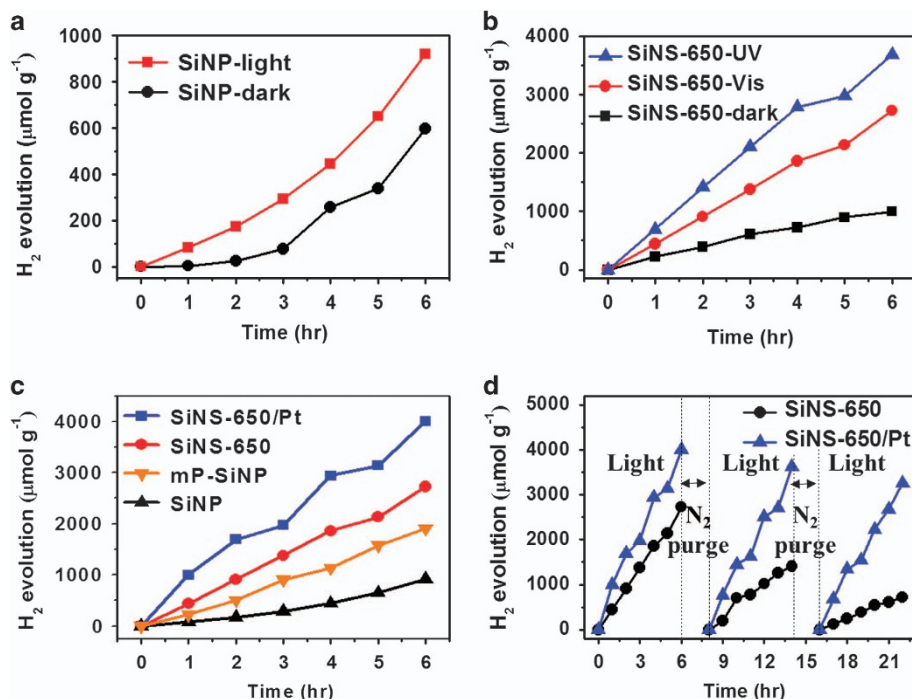 a
H2 evolution (μmol g⁻¹)
1000
800
600
400
200
0
SiNP-light
SiNP-dark
0 1 2 3 4 5 6
Time (hr)
b
H2 evolution (μmol g⁻¹)
4000
3000
2000
1000
0
SiNS-650-UV
SiNS-650-Vis
SiNS-650-dark
0 1 2 3 4 5 6
Time (hr)
c
H2 evolution (μmol g⁻¹)
4000
3000
2000
1000
0
SiNS-650/Pt
SiNS-650
mP-SiNP
SiNP
0 1 2 3 4 5 6
Time (hr)
d
H2 evolution (μmol g⁻¹)
5000
4000
3000
2000
1000
0
SiNS-650
SiNS-650/Pt
Light Light Light
N2 N2
purge purge
0 3 6 9 12 15 18 21
Time (hr)